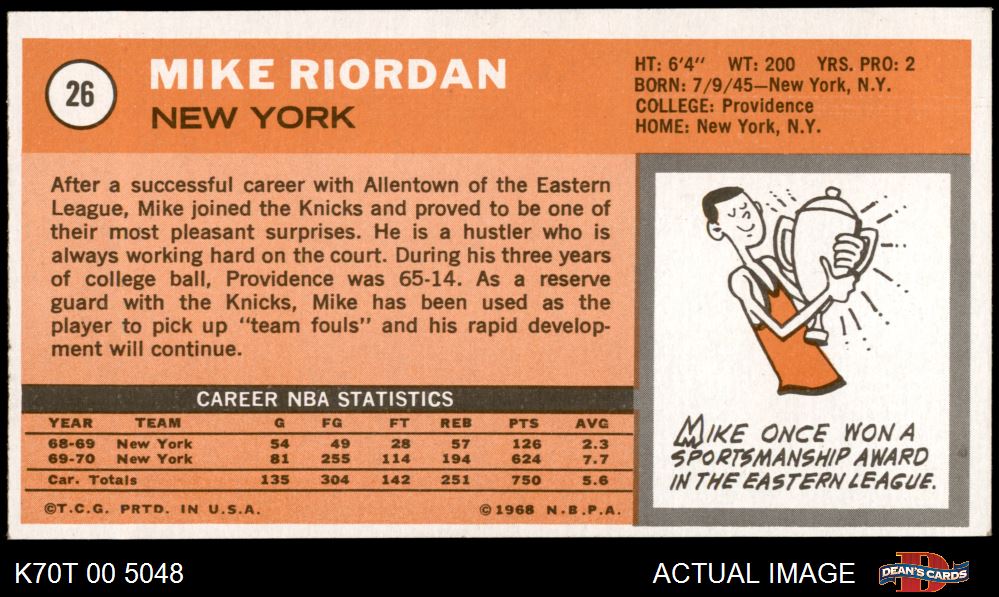 26
MIKE RIORDAN
NEW YORK
HT: 6'4" WT: 200 YRS. PRO: 2
BORN: 7/9/45—New York, N.Y.
COLLEGE: Providence
HOME: New York, N.Y.
After a successful career with Allentown of the Eastern
League, Mike joined the Knicks and proved to be one of
their most pleasant surprises. He is a hustler who is
always working hard on the court. During his three years
of college ball, Providence was 65-14. As a reserve
guard with the Knicks, Mike has been used as the
player to pick up "team fouls" and his rapid develop-
ment will continue.
CAREER NBA STATISTICS
YEAR TEAM G FG FT REB PTS AVG
68-69 New York 54 49 28 57 126 2.3
69-70 New York 81 255 114 194 624 7.7
Car. Totals 135 304 142 251 750 5.6
©T.C.G. PRTD. IN U.S.A. ©1968 N.B.P.A.
MIKE ONCE WON A
SPORTSMANSHIP AWARD
IN THE EASTERN LEAGUE.
K70T 00 5048
ACTUAL IMAGE
D
DEAN'S CARDS